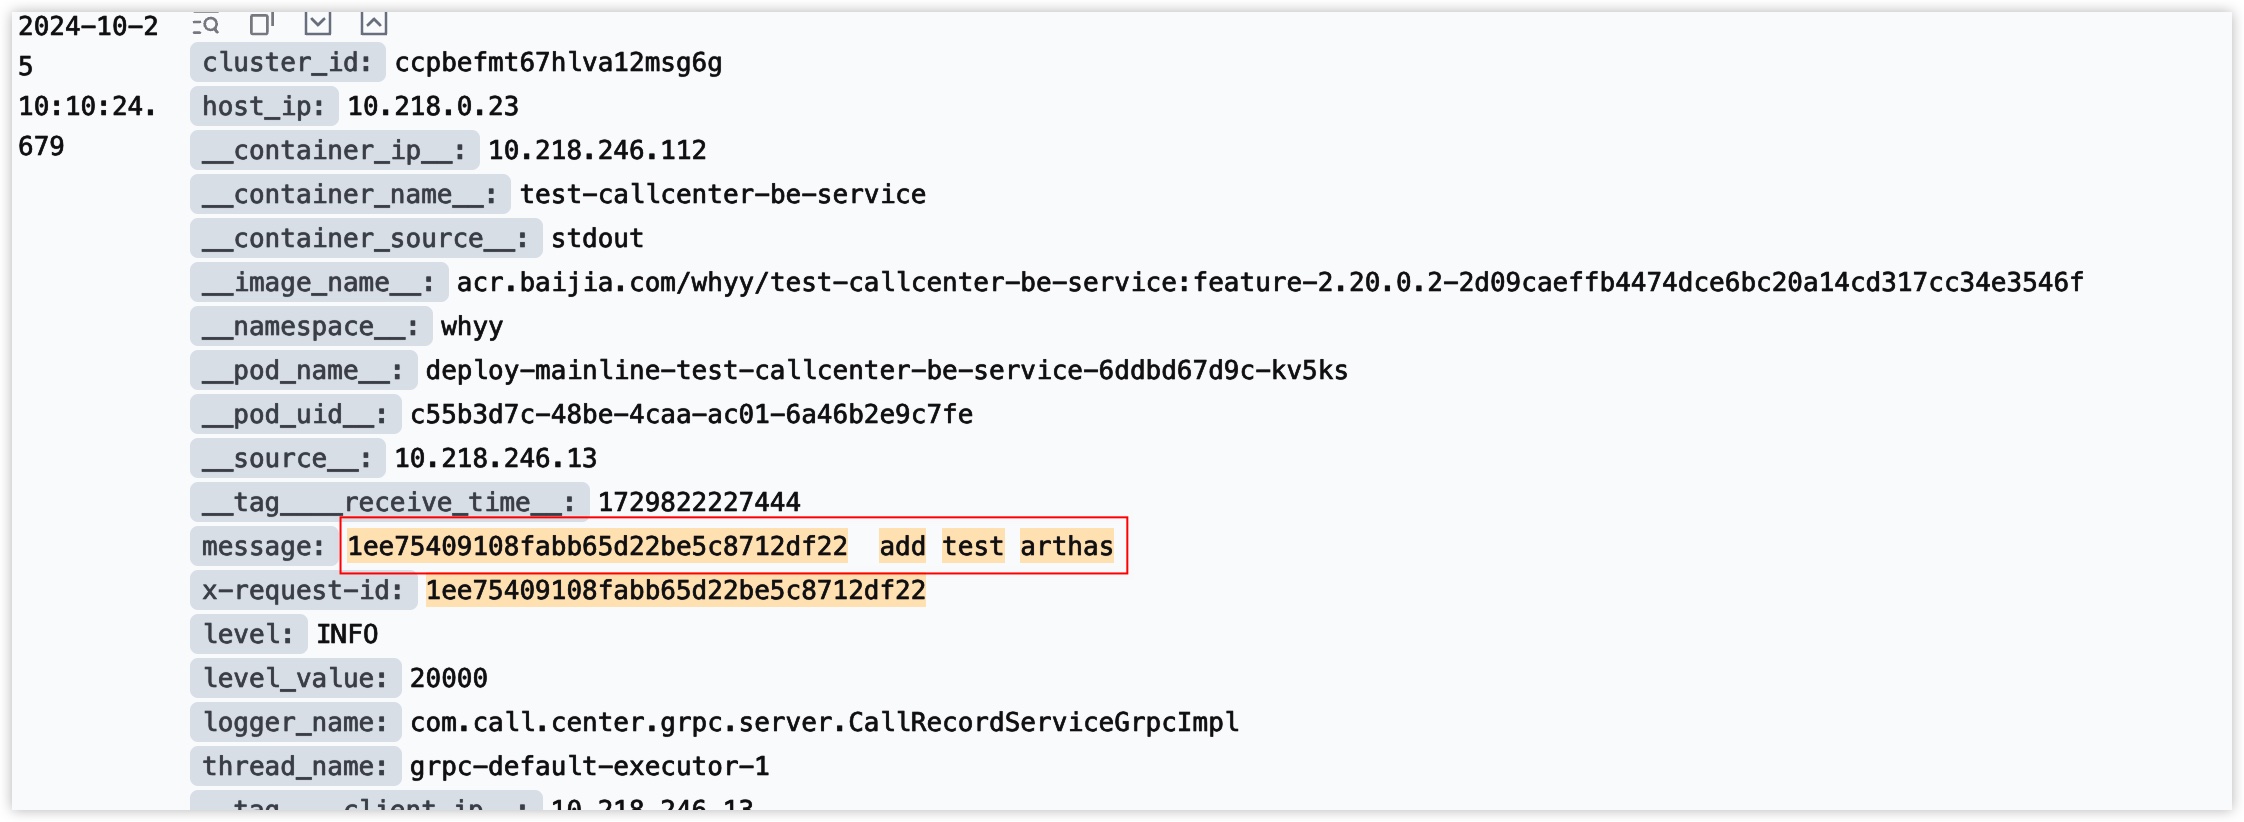 2024-10-2
5
10:10:24.
679
cluster_id: ccpbefmt67hlva12msg6g
host_ip: 10.218.0.23
__container_ip__: 10.218.246.112
__container_name__: test-callcenter-be-service
__container_source__: stdout
__image_name__: acr.baijia.com/whyy/test-callcenter-be-service:feature-2.20.0.2-2d09caeffb4474dce6bc20a14cd317cc34e3546f
__namespace__: whyy
__pod_name__: deploy-mainline-test-callcenter-be-service-6ddbd67d9c-kv5ks
__pod_uid__: c55b3d7c-48be-4caa-ac01-6a46b2e9c7fe
__source__: 10.218.246.13
__tag____receive_time__: 1729822227444
message: 1ee75409108fabb65d22be5c8712df22  add test arthas
x-request-id: 1ee75409108fabb65d22be5c8712df22
level: INFO
level_value: 20000
logger_name: com.call.center.grpc.server.CallRecordServiceGrpcImpl
thread_name: grpc-default-executor-1
__tag____client_ip__: 10.218.246.13